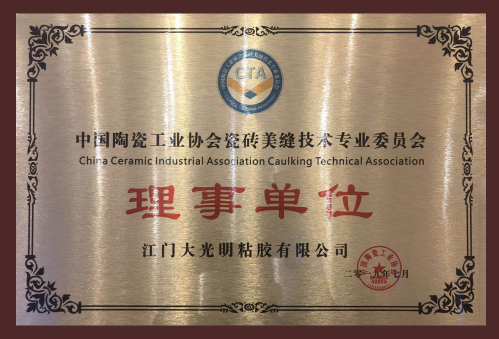 CTA
中国陶瓷工业协会瓷砖美缝技术专业委员会
China Ceramic Industrial Association Caulking Technical Association
理事单位
江门大光明粘胶有限公司
二〇一九年七月